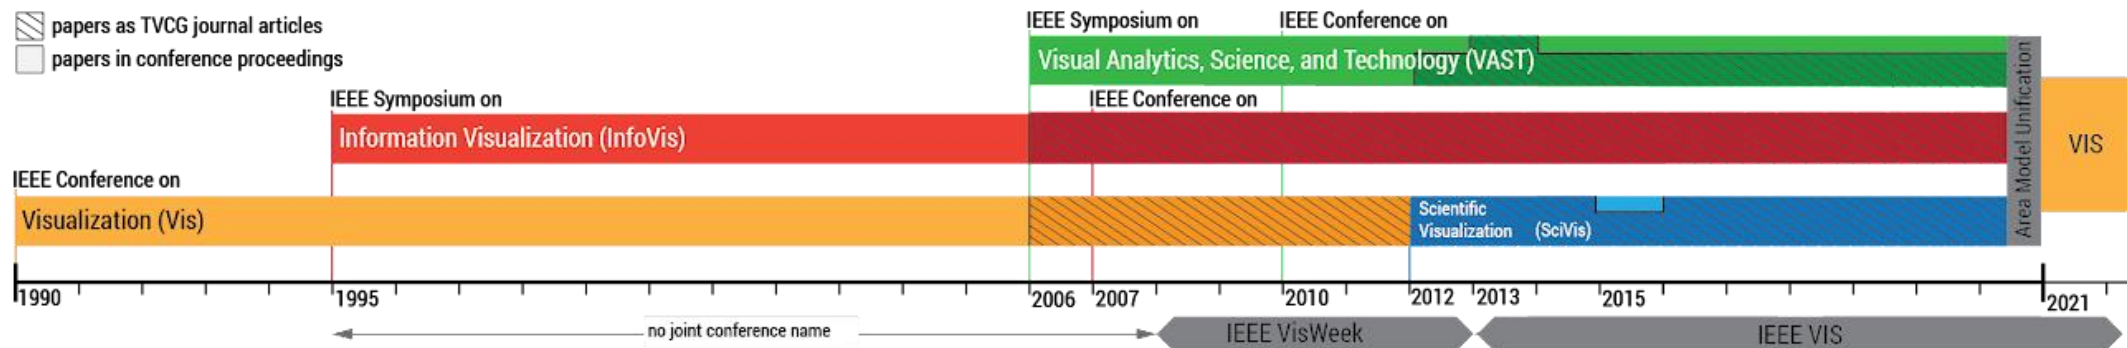 papers as TVCG journal articles
papers in conference proceedings
IEEE Symposium on
IEEE Conference on
Visual Analytics, Science, and Technology (VAST)
IEEE Symposium on
IEEE Conference on
Information Visualization (InfoVis)
IEEE Conference on
Visualization (Vis)
Scientific
Visualization (SciVis)
Area Model Unification
VIS
1990
1995
2006
2007
2010
2012
2013
2015
2021
no joint conference name
IEEE VisWeek
IEEE VIS